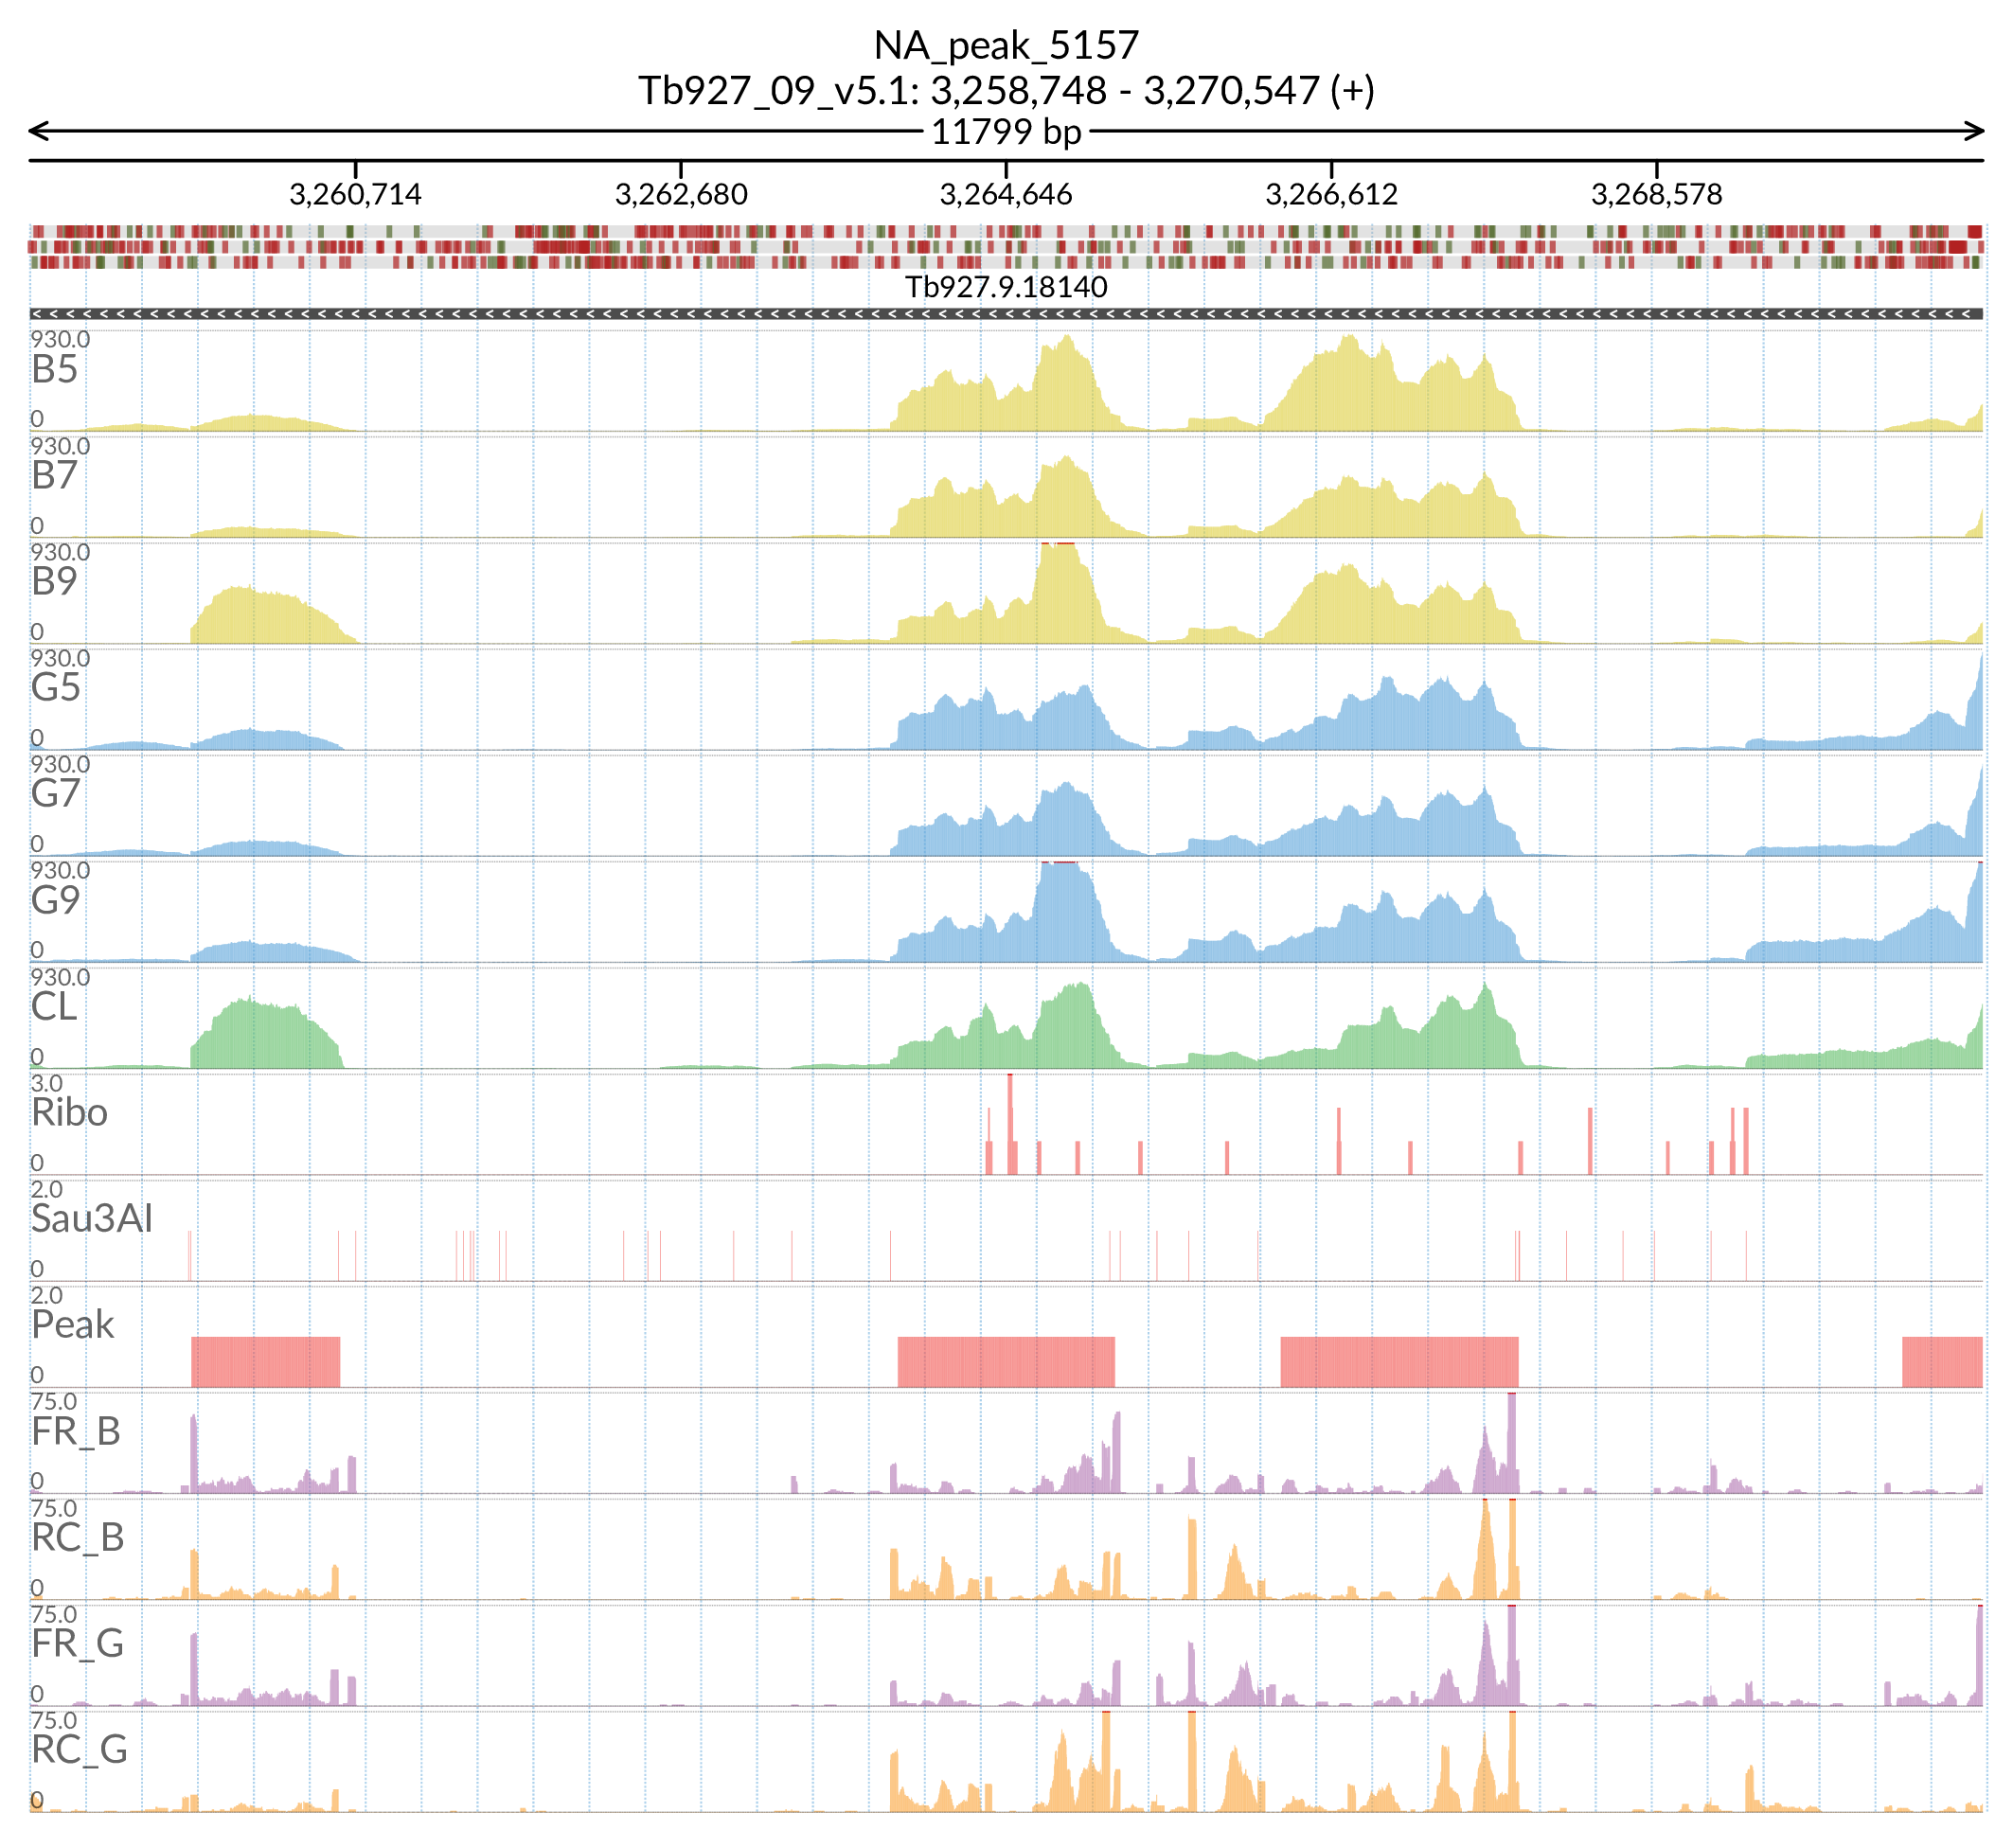 NA_peak_5157
Tb927_09_v5.1: 3,258,748 - 3,270,547 (+)
11799 bp
3,260,714 3,262,680 3,264,646 3,266,612 3,268,578
Tb927.9.18140
930.0
B5
0
930.0
B7
0
930.0
B9
0
930.0
G5
0
930.0
G7
0
930.0
G9
0
930.0
CL
0
3.0
Ribo
0
2.0
Sau3AI
0
2.0
Peak
0
75.0
FR_B
0
75.0
RC_B
0
75.0
FR_G
0
75.0
RC_G
0